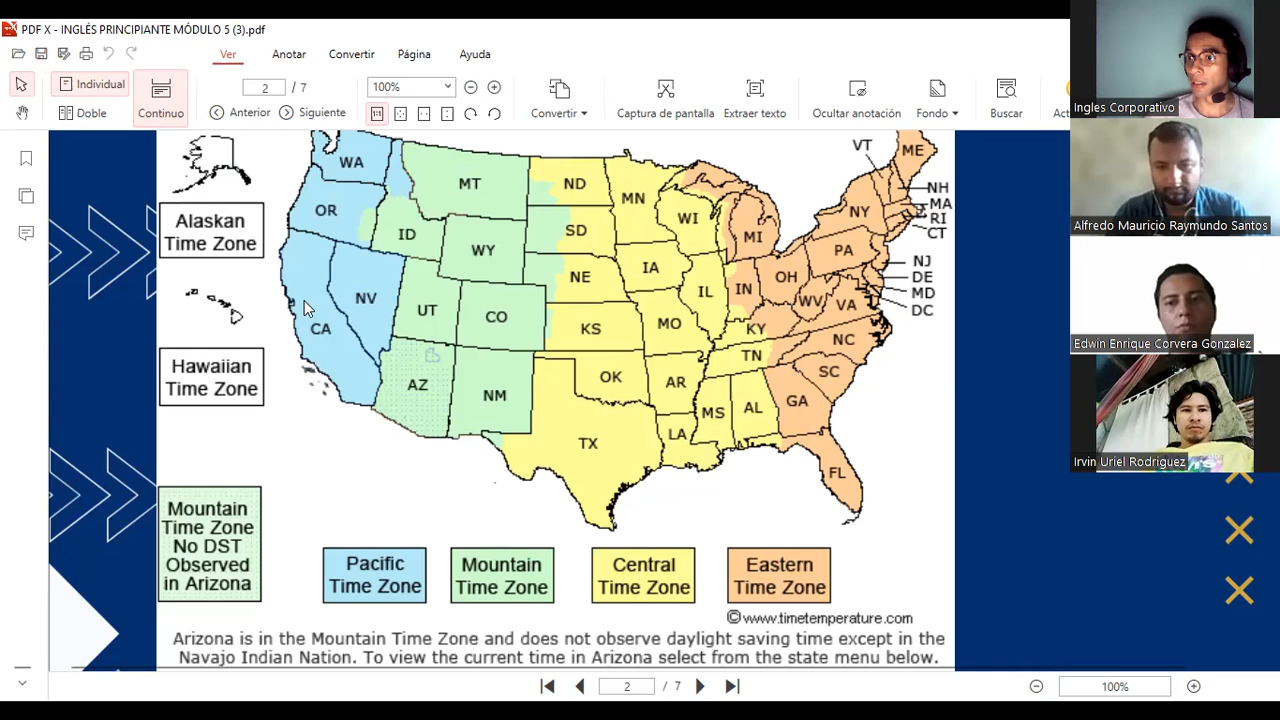 PDF X - INGLÉS PRINCIPIANTE MÓDULO 5 (3).pdf
Ver
Anotar
Convertir
Página
Ayuda
Individual
Doble
Continuo
2 / 7
Anterior
Siguiente
100%
Convertir
Captura de pantalla
Extraer texto
Ocultar anotación
Fondo
Buscar
Ingles Corporativo
Alfredo Mauricio Raymundo Santos
Edwin Enrique Corvera Gonzalez
Irvin Uriel Rodriguez
Alaskan
Time Zone
Hawaiian
Time Zone
Mountain
Time Zone
No DST
Observed
in Arizona
WA
OR
CA
NV
ID
MT
WY
UT
CO
AZ
NM
ND
SD
NE
KS
OK
TX
MN
IA
MO
AR
LA
WI
IL
MS
AL
TN
KY
IN
MI
OH
WV
VA
NC
SC
GA
FL
PA
NY
VT
ME
NH
MA
RI
CT
NJ
DE
MD
DC
Pacific
Time Zone
Mountain
Time Zone
Central
Time Zone
Eastern
Time Zone
©www.timetemperature.com
Arizona is in the Mountain Time Zone and does not observe daylight saving time except in the
Navajo Indian Nation. To view the current time in Arizona select from the state menu below.
2 / 7
100%